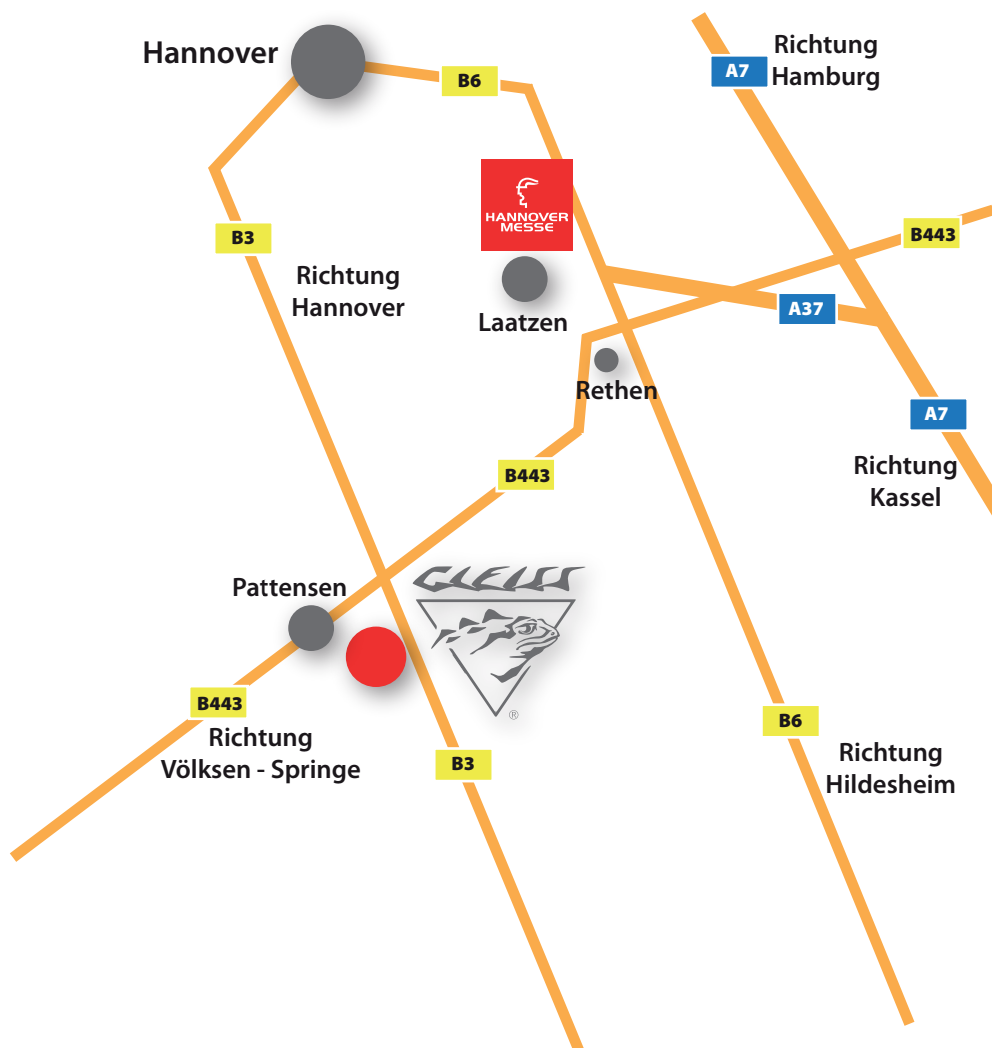 Hannover
B6
A7
Richtung
Hamburg
HANNOVER
MESSE
B3
B443
Richtung
Hannover
Laatzen
A37
Rethen
A7
B443
Richtung
Kassel
GLEISS
Pattensen
®
B443
B6
Richtung
Völksen - Springe
B3
Richtung
Hildesheim